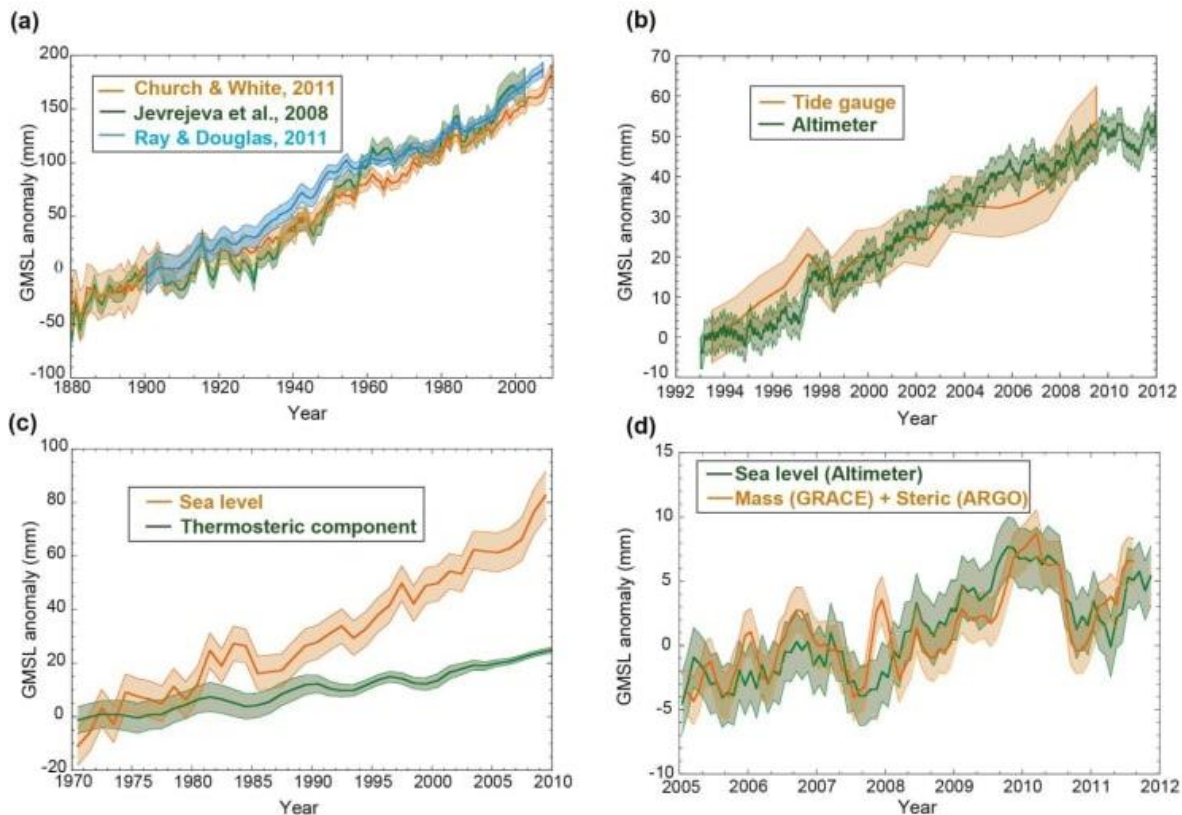 (a)
200
150
100
50
0
-50
-100
GMSL anomaly (mm)
Church & White, 2011
Jevrejeva et al., 2008
Ray & Douglas, 2011
1880 1900 1920 1940 1960 1980 2000
Year
(b)
70
60
50
40
30
20
10
0
-10
GMSL anomaly (mm)
Tide gauge
Altimeter
1992 1994 1996 1998 2000 2002 2004 2006 2008 2010 2012
Year
(c)
100
80
60
40
20
0
-20
GMSL anomaly (mm)
Sea level
Thermosteric component
1970 1975 1980 1985 1990 1995 2000 2005 2010
Year
(d)
15
10
5
0
-5
-10
GMSL anomaly (mm)
Sea level (Altimeter)
Mass (GRACE) + Steric (ARGO)
2005 2006 2007 2008 2009 2010 2011 2012
Year